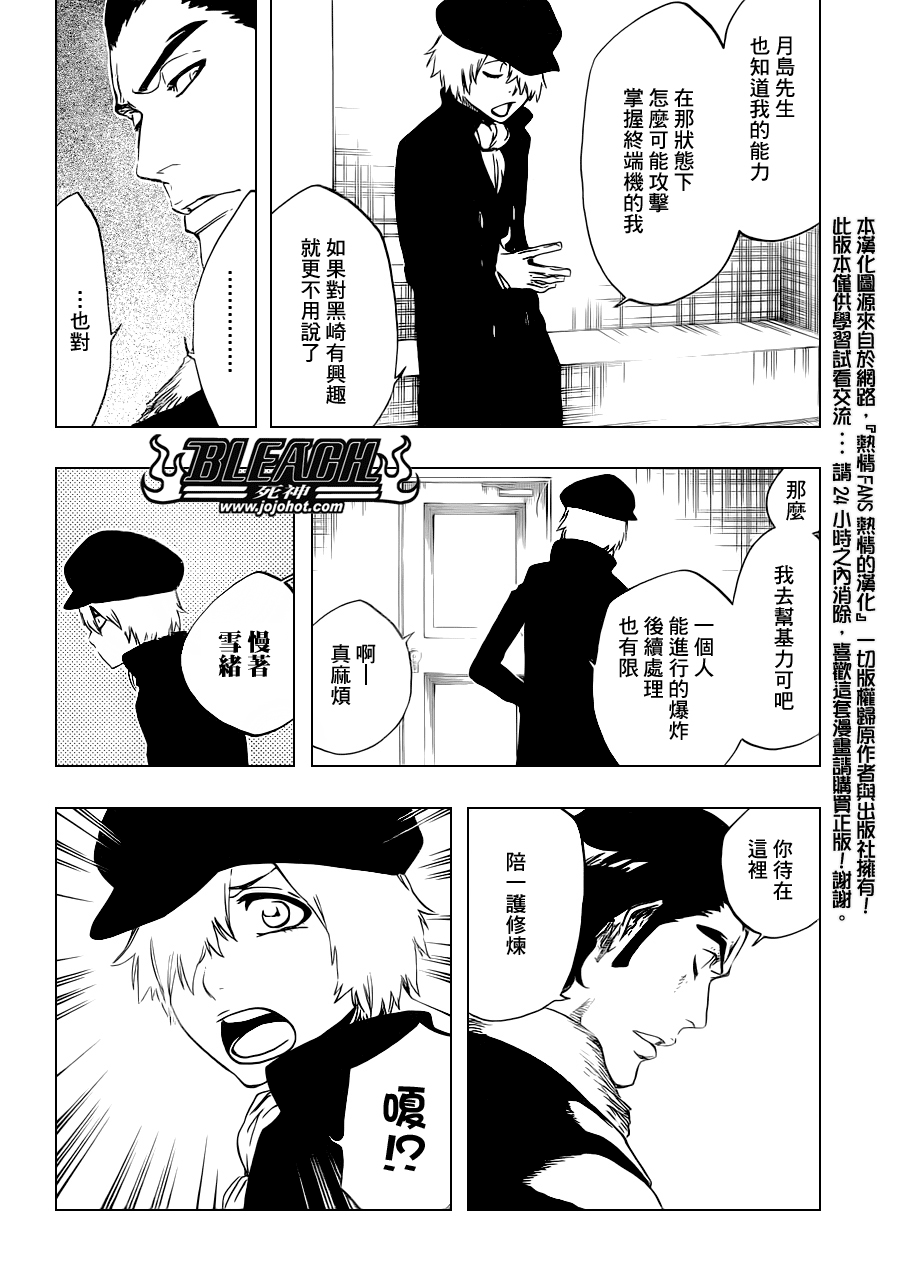 月島先生
也知道我的能力
在那狀態下
怎麼可能攻擊
掌握終端機的我
如果對黑崎有興趣
就更不用說了
………
…也對
BLEACH
死神
www.jojohot.com
那麼
我去幫基力可吧
一個人
能進行的爆炸
後續處理
也有限
啊—
真麻煩
慢著
雪緒
你待在
這裡
陪一護修煉
嗄!?
本漢化圖源來自於網路，『熱情FANS熱情的漢化』一切版權歸原作者與出版社擁有！
此版本僅供學習試看交流…請24小時之內消除，喜歡這套漫畫請購買正版！謝謝。